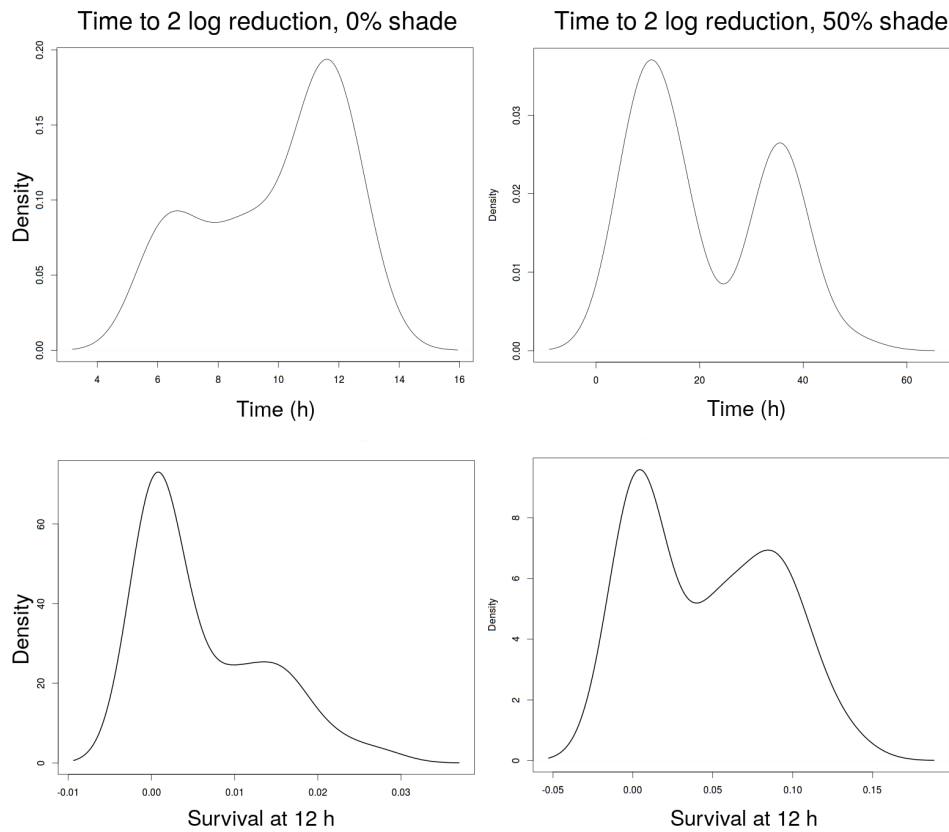 Time to 2 log reduction, 0% shade
Time to 2 log reduction, 50% shade
Density
0.00 0.05 0.10 0.15 0.20
4 6 8 10 12 14 16
Time (h)
Density
0.00 0.01 0.02 0.03
0 20 40 60
Time (h)
Density
0 20 40 60
-0.01 0.00 0.01 0.02 0.03
Survival at 12 h
Density
0 2 4 6 8
-0.05 0.00 0.05 0.10 0.15
Survival at 12 h